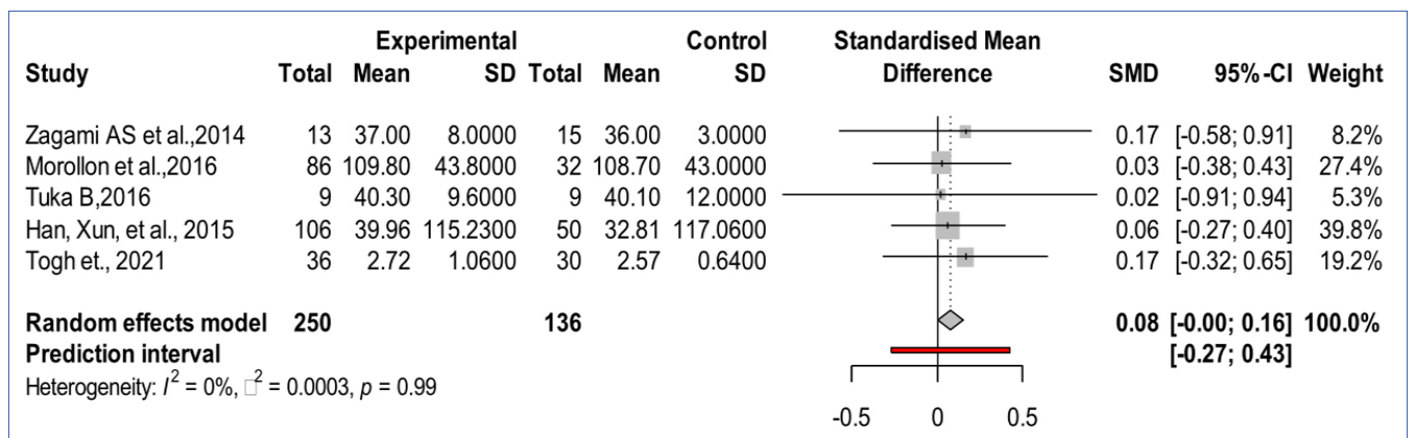 Experimental Control Standardised Mean
Study Total Mean SD Total Mean SD Difference SMD 95%-CI Weight
Zagami AS et al.,2014 13 37.00 8.0000 15 36.00 3.0000 0.17 [-0.58; 0.91] 8.2%
Morollon et al.,2016 86 109.80 43.8000 32 108.70 43.0000 0.03 [-0.38; 0.43] 27.4%
Tuka B,2016 9 40.30 9.6000 9 40.10 12.0000 0.02 [-0.91; 0.94] 5.3%
Han, Xun, et al., 2015 106 39.96 115.2300 50 32.81 117.0600 0.06 [-0.27; 0.40] 39.8%
Togh et., 2021 36 2.72 1.0600 30 2.57 0.6400 0.17 [-0.32; 0.65] 19.2%
Random effects model 250 136 0.08 [-0.00; 0.16] 100.0%
Prediction interval [-0.27; 0.43]
Heterogeneity: I² = 0%, □² = 0.0003, p = 0.99
-0.5 0 0.5